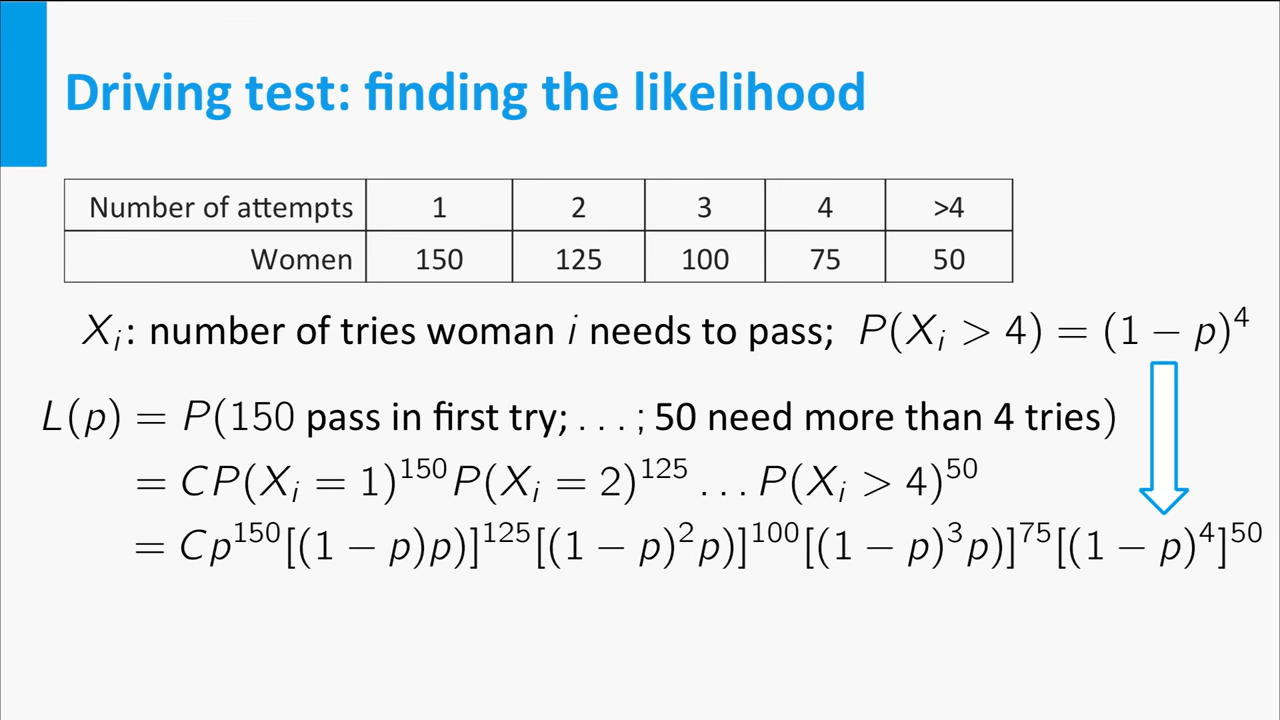 Driving test: finding the likelihood
Number of attempts 1 2 3 4 >4
Women 150 125 100 75 50
Xᵢ: number of tries woman i needs to pass; P(Xᵢ > 4) = (1 − p)⁴
L(p) = P(150 pass in first try; . . . ; 50 need more than 4 tries)
= CP(Xᵢ = 1)¹⁵⁰P(Xᵢ = 2)¹²⁵ . . . P(Xᵢ > 4)⁵⁰
= Cp¹⁵⁰[(1 − p)p)]¹²⁵[(1 − p)²p)]¹⁰⁰[(1 − p)³p)]⁷⁵[(1 − p)⁴]⁵⁰